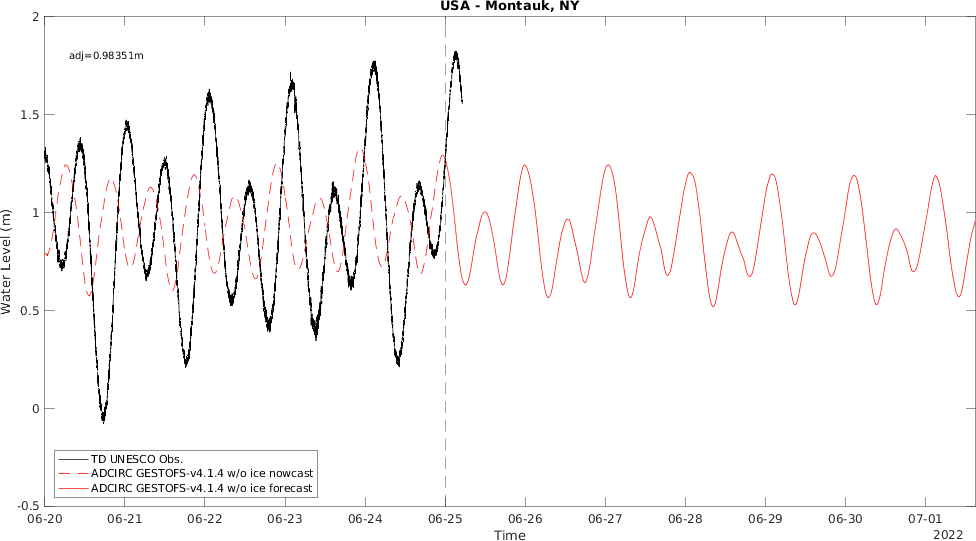 USA - Montauk, NY
adj=0.98351m
2
1.5
1
0.5
0
-0.5
Water Level (m)
TD UNESCO Obs.
ADCIRC GESTOFS-v4.1.4 w/o ice nowcast
ADCIRC GESTOFS-v4.1.4 w/o ice forecast
06-20 06-21 06-22 06-23 06-24 06-25 06-26 06-27 06-28 06-29 06-30 07-01
Time
2022